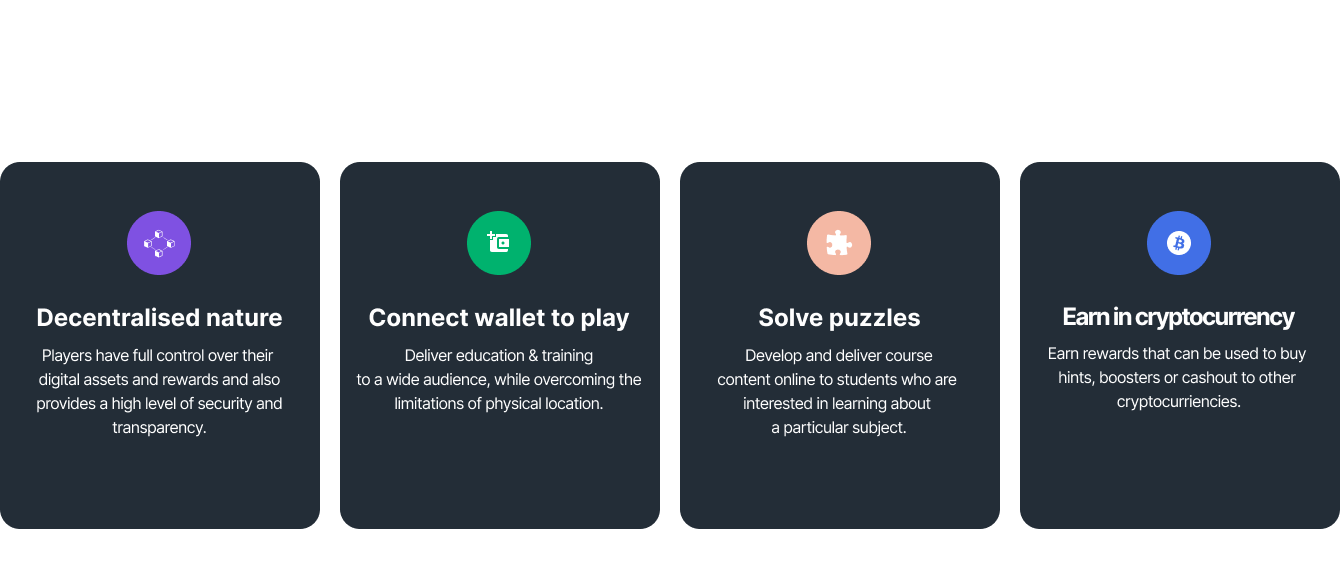 Decentralised nature
Players have full control over their
digital assets and rewards and also
provides a high level of security and
transparency.
Connect wallet to play
Deliver education & training
to a wide audience, while overcoming the
limitations of physical location.
Solve puzzles
Develop and deliver course
content online to students who are
interested in learning about
a particular subject.
Earn in cryptocurrency
Earn rewards that can be used to buy
hints, boosters or cashout to other
cryptocurriencies.